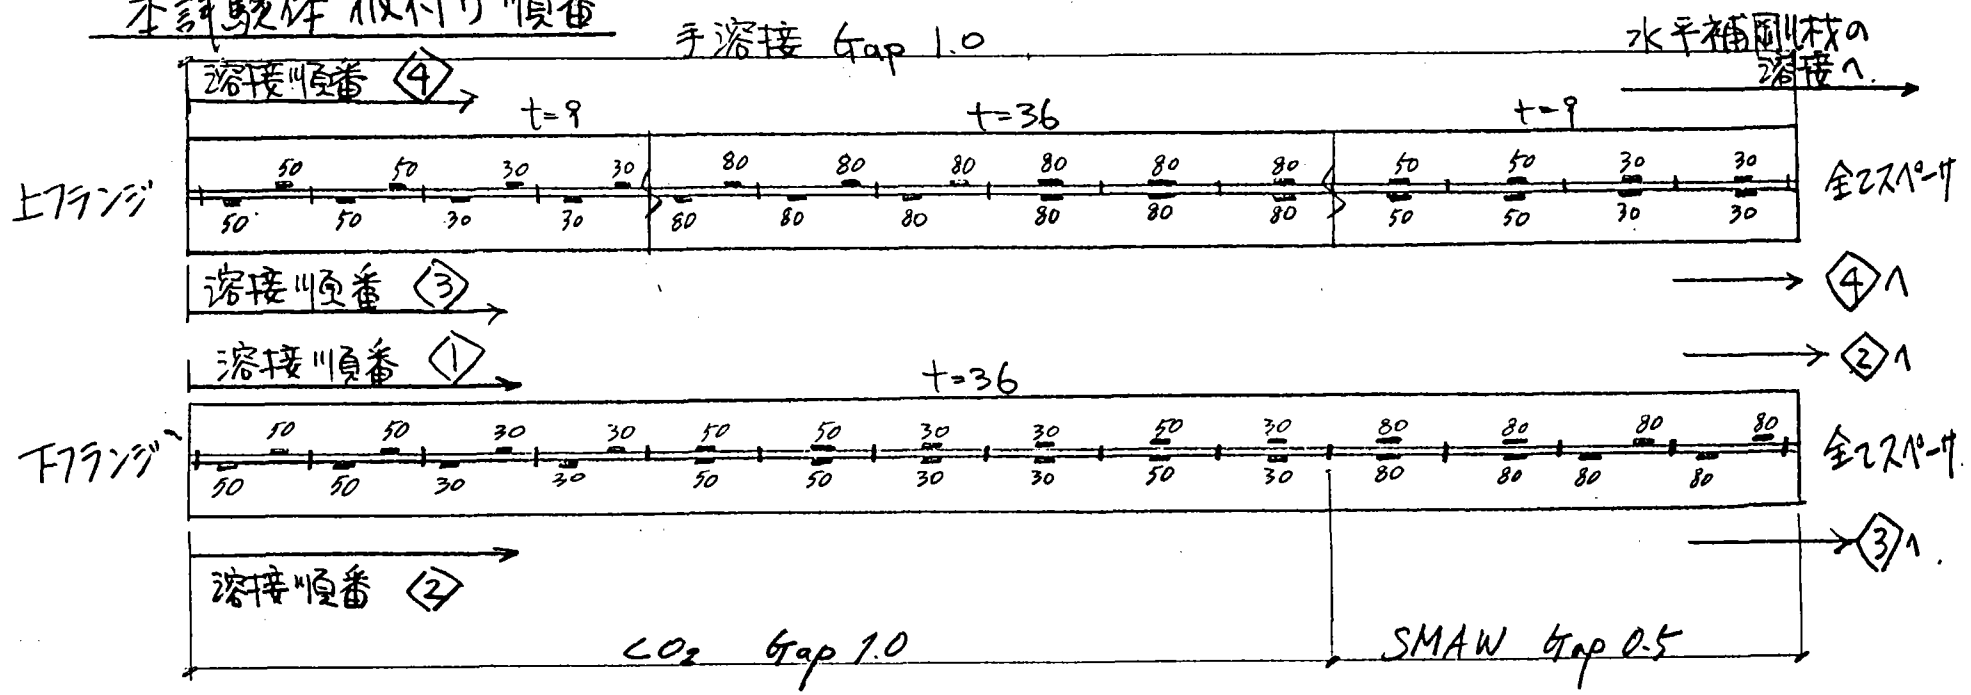 本試験体 仮付け順番
手溶接 Gap 1.0
水平補剛材の
溶接へ.
溶接順番 ④
t=9 t=36 t=9
50 50 30 30 80 80 80 80 80 80 50 50 30 30
上フランジ 全てスペーサ
50 50 30 30 80 80 80 80 80 80 50 50 30 30
溶接順番 ③ ④へ
溶接順番 ① ②へ
t=36
50 50 30 30 50 50 30 30 50 30 80 80 80 80
下フランジ 全てスペーサ.
50 50 30 30 50 50 30 30 50 30 80 80 80 80
③へ.
溶接順番 ②
CO₂ Gap 1.0 SMAW Gap 0.5